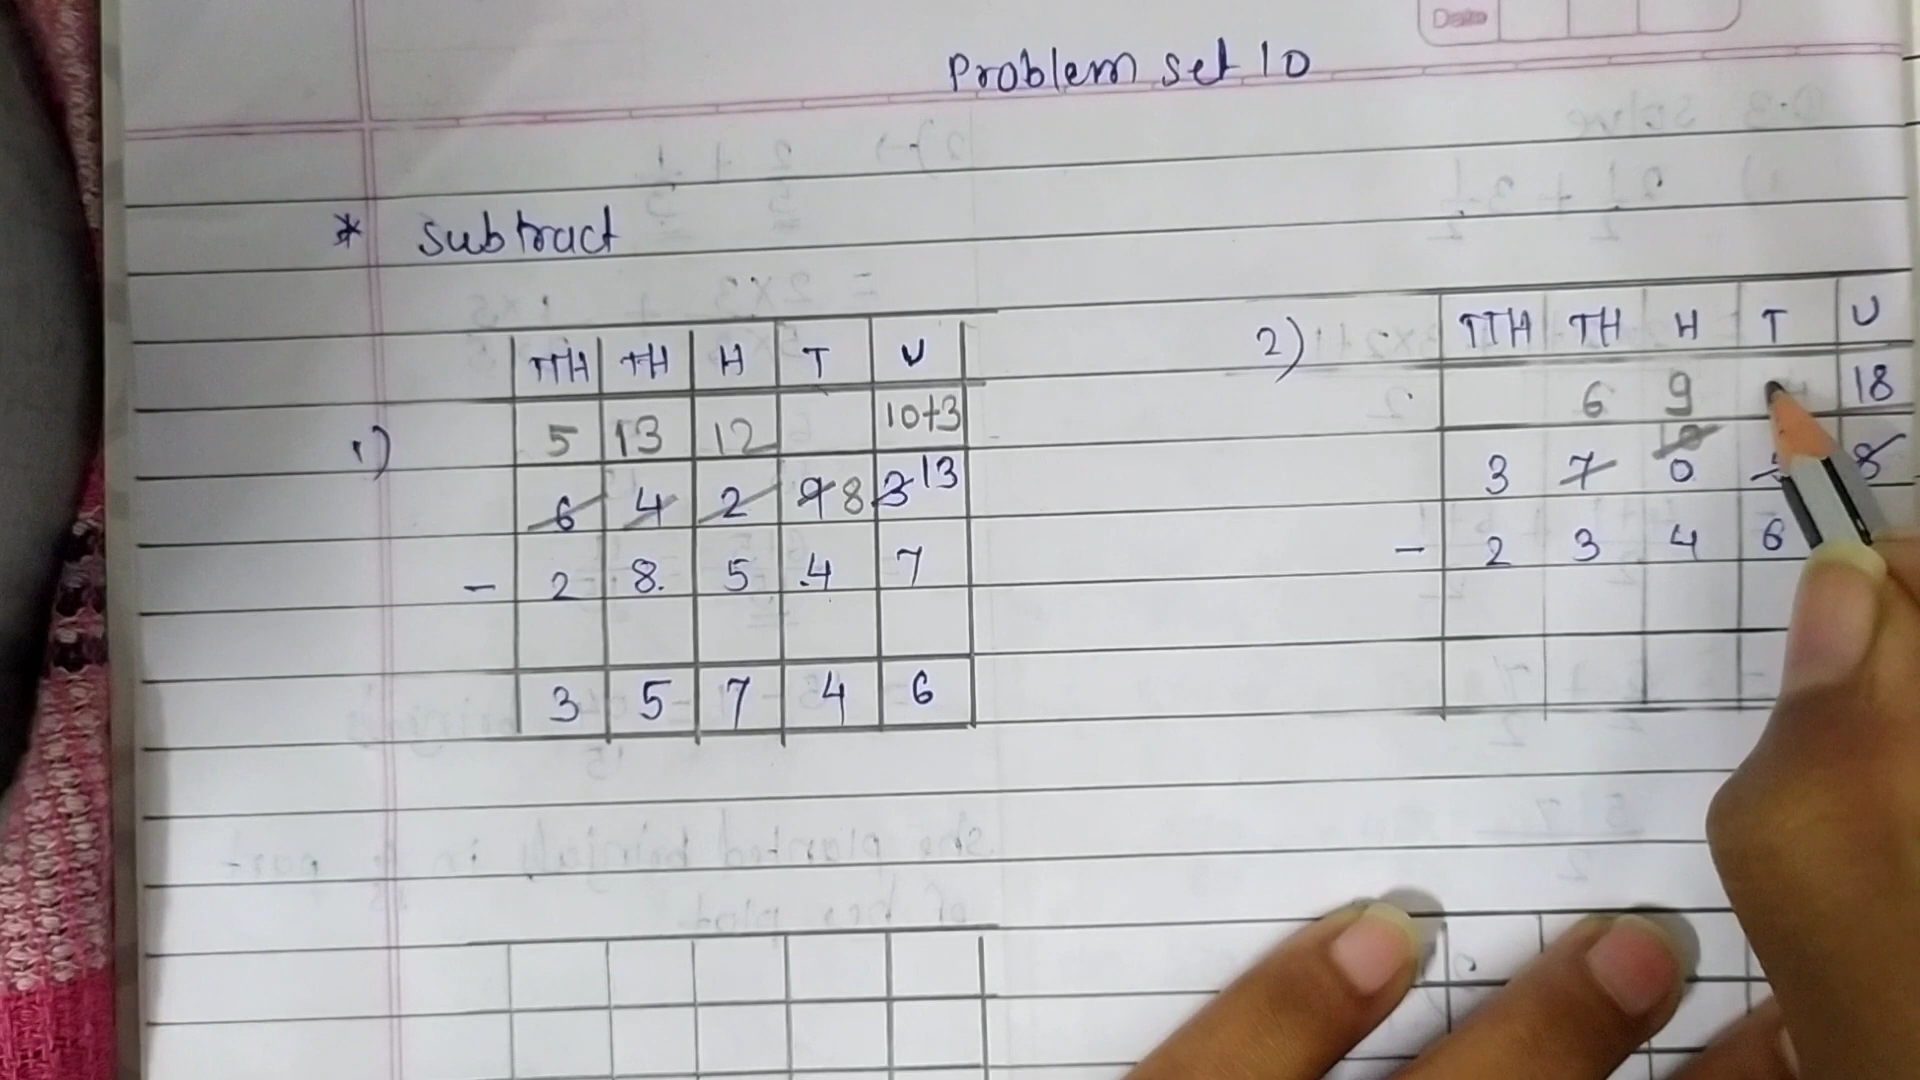 Date
Problem set 10
* subtract
TTH TH H T U
5 13 12 10+3
1) 6 4 2 9 8 3 13
- 2 8 5 4 7
3 5 7 4 6
2) TTH TH H T U
6 9 18
3 7 0 8
- 2 3 4 6